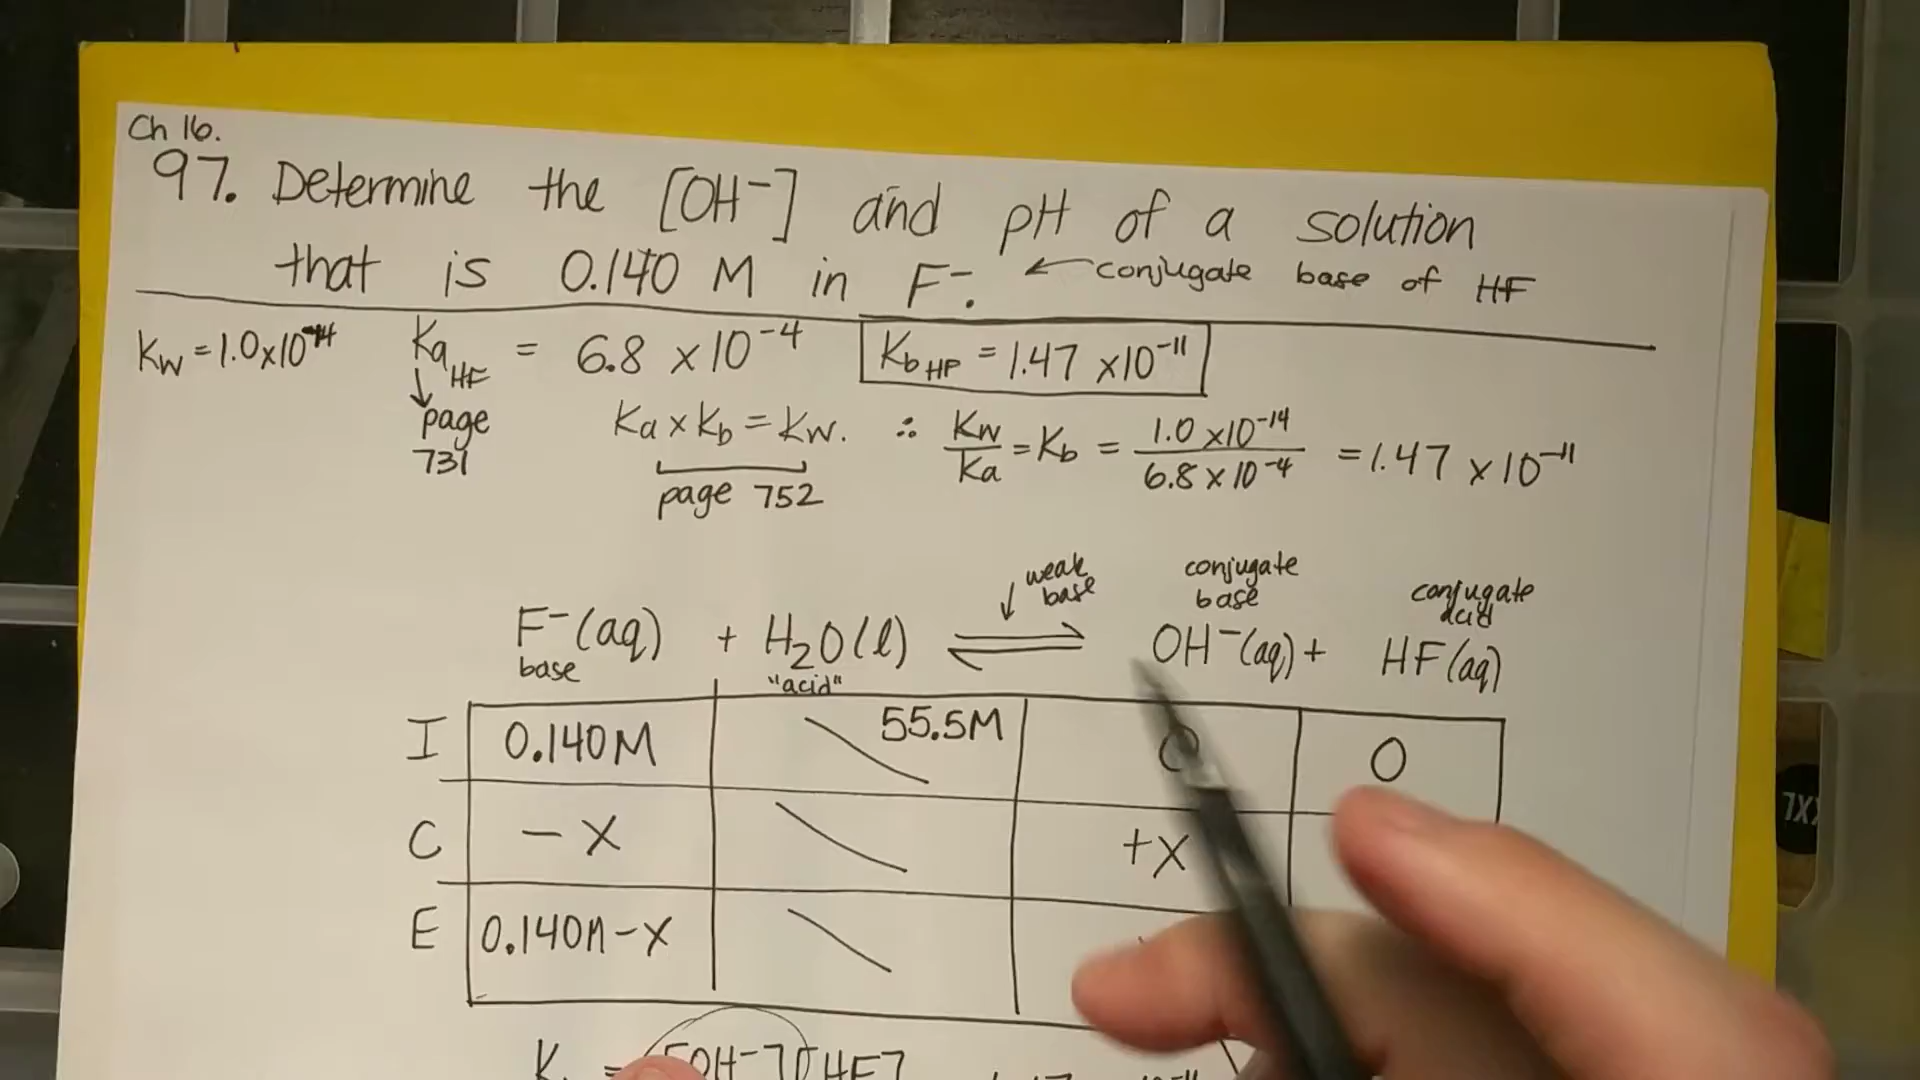 Ch 16.
97. Determine the [OH⁻] and pH of a solution
that is 0.140 M in F⁻. ← conjugate base of HF
Kw = 1.0x10⁻¹⁴ Ka HF = 6.8 x10⁻⁴ Kb HF = 1.47 x10⁻¹¹
↓
page
731
Ka x Kb = Kw. ∴ Kw/Ka = Kb = 1.0 x10⁻¹⁴/6.8 x 10⁻⁴ = 1.47 x 10⁻¹¹
page 752
weak base
conjugate base
conjugate acid
F⁻(aq) + H₂O(l) ⇌ OH⁻(aq) + HF(aq)
base "acid"
I 0.140M 55.5M 0 0
C - X +X
E 0.140M - X
= [OH⁻][HF]
XXL